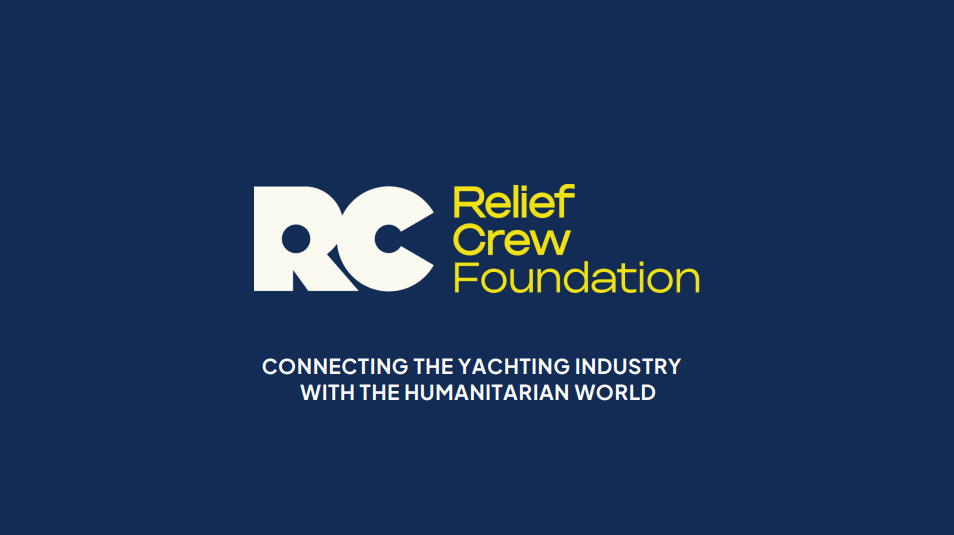 RC
Relief
Crew
Foundation
CONNECTING THE YACHTING INDUSTRY
WITH THE HUMANITARIAN WORLD